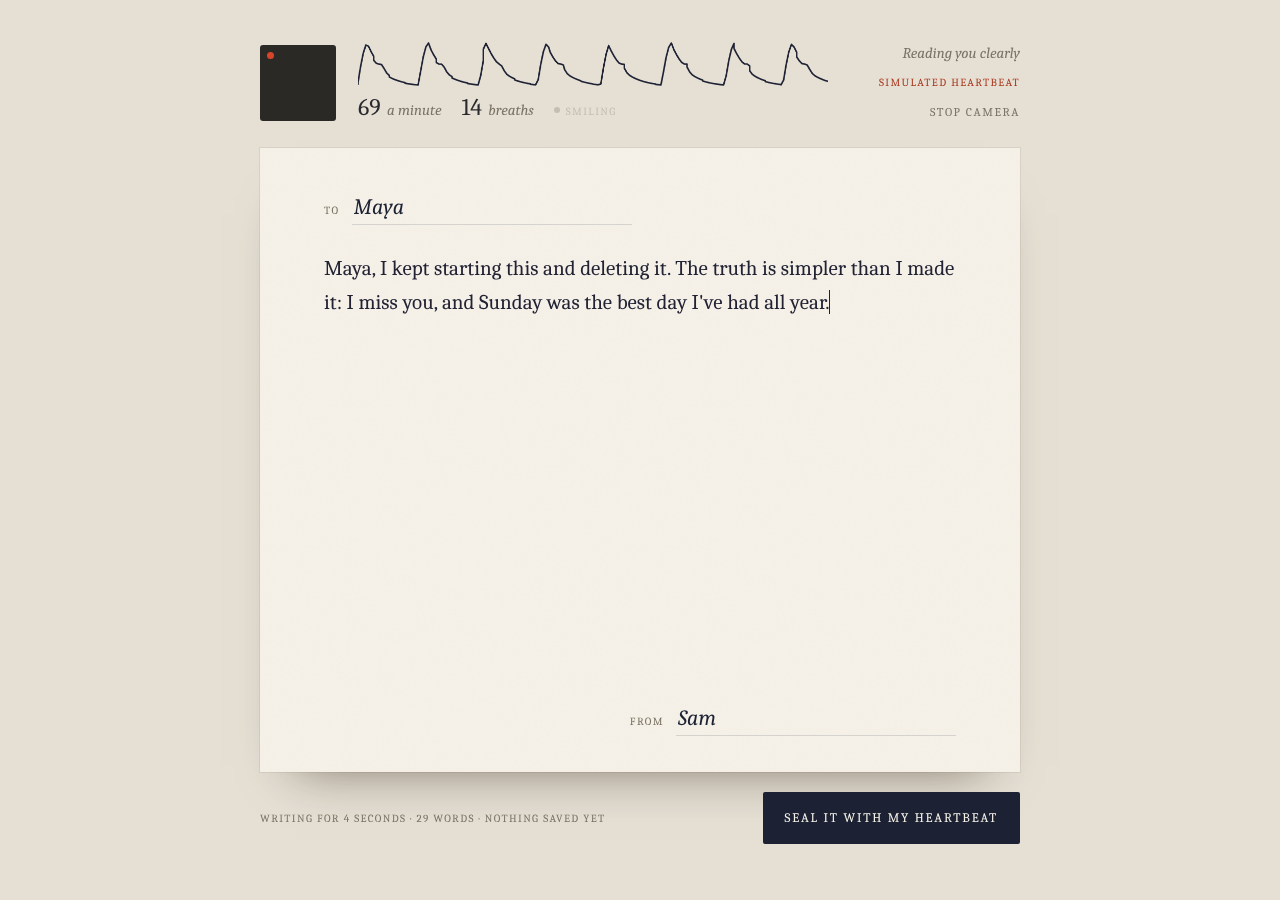 Reading you clearly
SIMULATED HEARTBEAT
69 a minute 14 breaths SMILING
STOP CAMERA
TO Maya
Maya, I kept starting this and deleting it. The truth is simpler than I made
it: I miss you, and Sunday was the best day I've had all year.
FROM Sam
WRITING FOR 4 SECONDS · 29 WORDS · NOTHING SAVED YET
SEAL IT WITH MY HEARTBEAT